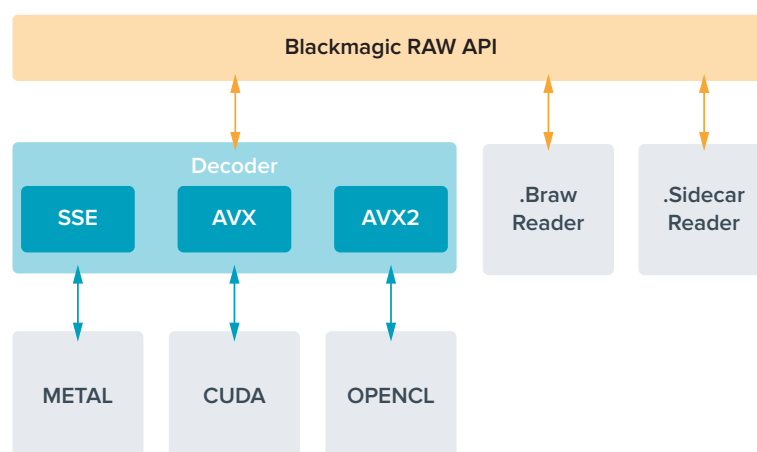 Blackmagic RAW API
Decoder
SSE
AVX
AVX2
.Braw
Reader
.Sidecar
Reader
METAL
CUDA
OPENCL